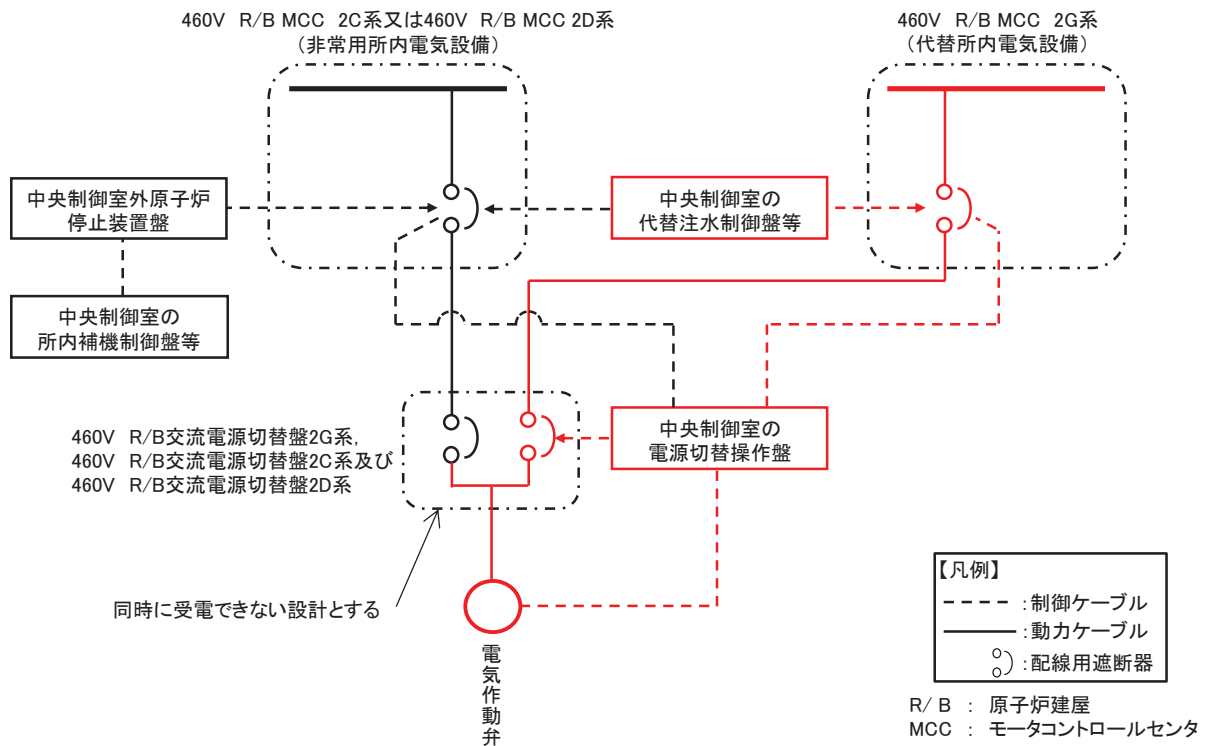 460V R/B MCC 2C系又は460V R/B MCC 2D系
（非常用所内電気設備）
460V R/B MCC 2G系
（代替所内電気設備）
中央制御室外原子炉
停止装置盤
中央制御室の
代替注水制御盤等
中央制御室の
所内補機制御盤等
460V R/B交流電源切替盤2G系,
460V R/B交流電源切替盤2C系及び
460V R/B交流電源切替盤2D系
中央制御室の
電源切替操作盤
同時に受電できない設計とする
電気作動弁
【凡例】
:制御ケーブル
:動力ケーブル
:配線用遮断器
R/ B : 原子炉建屋
MCC : モータコントロールセンタ